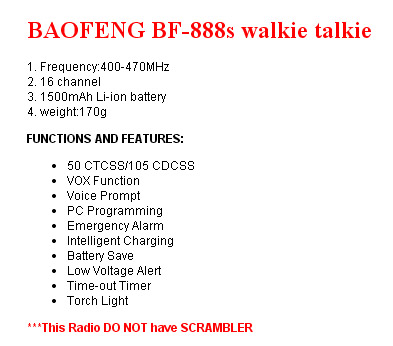 BAOFENG BF-888s walkie talkie
1. Frequency:400-470MHz
2. 16 channel
3. 1500mAh Li-ion battery
4. weight:170g
FUNCTIONS AND FEATURES:
• 50 CTCSS/105 CDCSS
• VOX Function
• Voice Prompt
• PC Programming
• Emergency Alarm
• Intelligent Charging
• Battery Save
• Low Voltage Alert
• Time-out Timer
• Torch Light
***This Radio DO NOT have SCRAMBLER